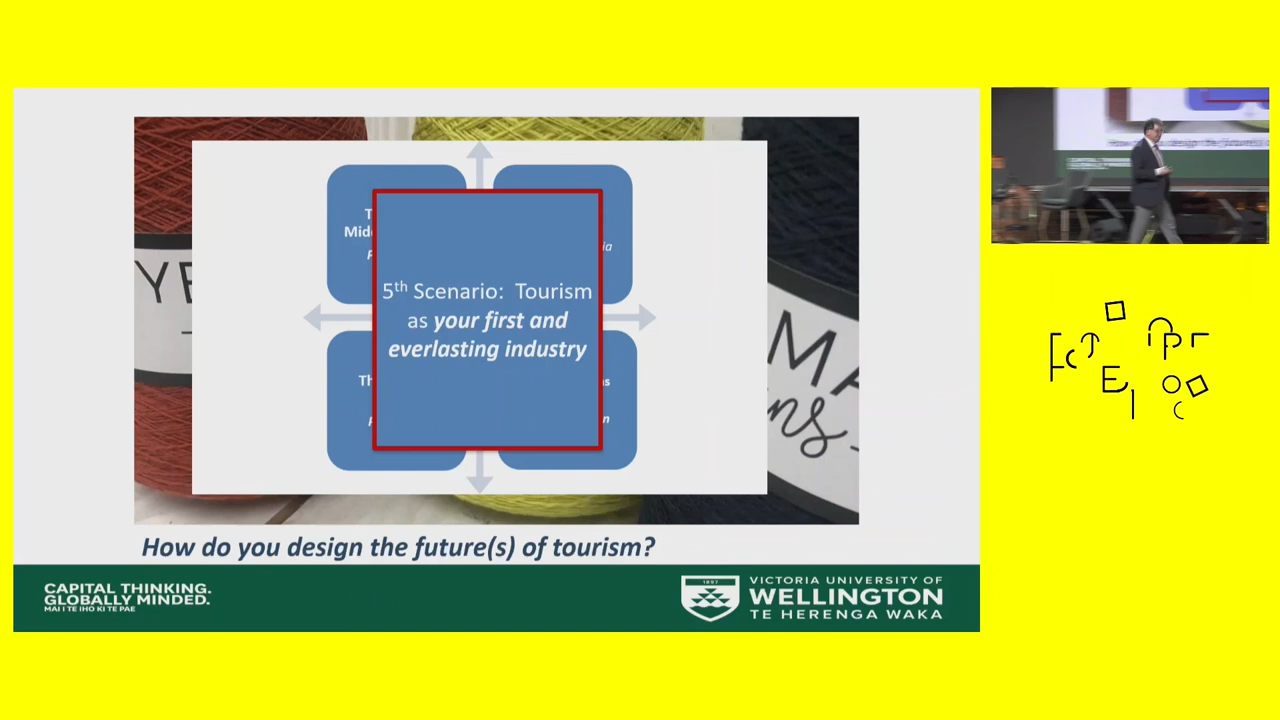 5th Scenario: Tourism
as your first and
everlasting industry
How do you design the future(s) of tourism?
CAPITAL THINKING.
GLOBALLY MINDED.
MAI I TE IHO KI TE PAE
1897
VICTORIA UNIVERSITY OF
WELLINGTON
TE HERENGA WAKA